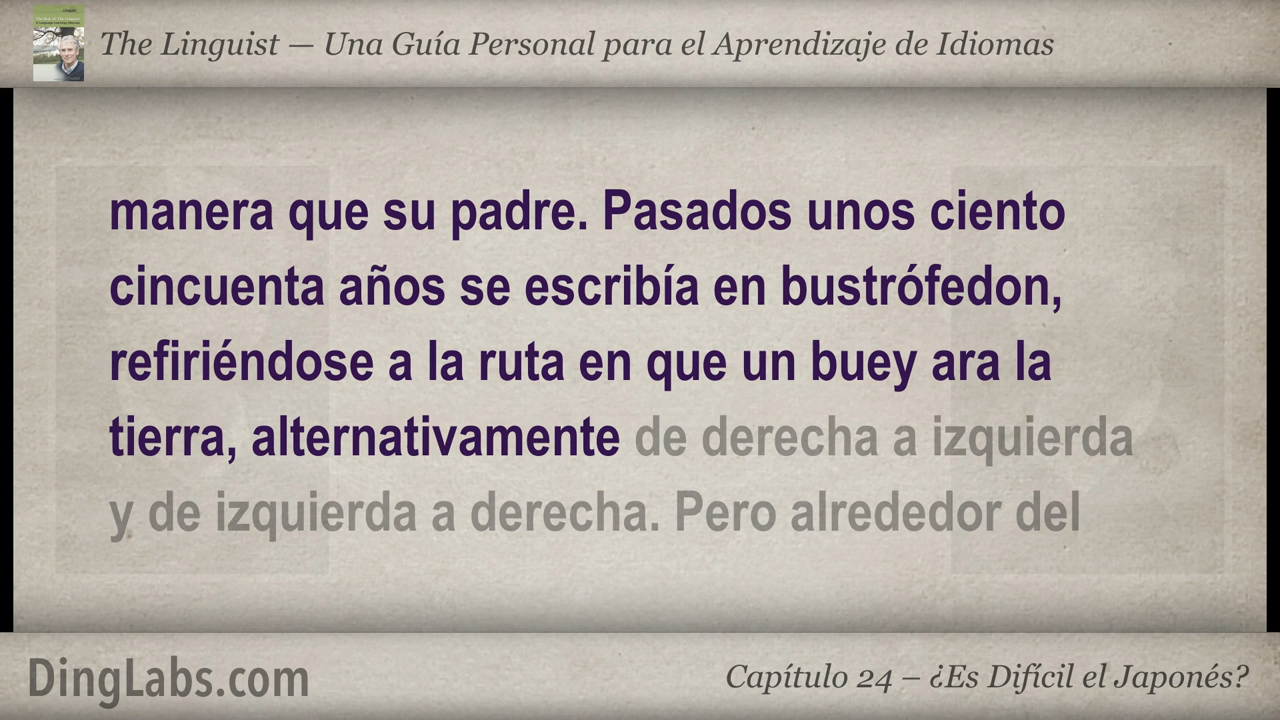 The Linguist — Una Guía Personal para el Aprendizaje de Idiomas
manera que su padre. Pasados unos ciento
cincuenta años se escribía en bustrófedon,
refiriéndose a la ruta en que un buey ara la
tierra, alternativamente de derecha a izquierda
y de izquierda a derecha. Pero alrededor del
DingLabs.com
Capítulo 24 – ¿Es Difícil el Japonés?